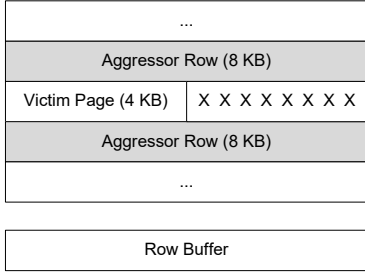 ...
Aggressor Row (8 KB)
Victim Page (4 KB) X X X X X X X X
Aggressor Row (8 KB)
...
Row Buffer